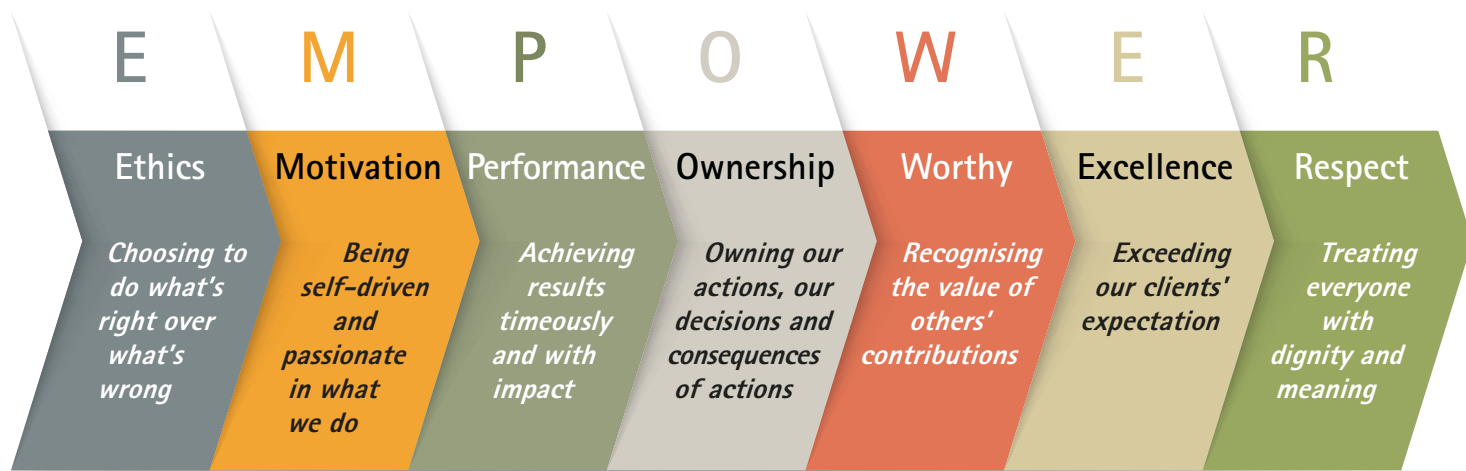 E
M
P
O
W
E
R
Ethics
Choosing to
do what's
right over
what's
wrong
Motivation
Being
self-driven
and
passionate
in what
we do
Performance
Achieving
results
timeously
and with
impact
Ownership
Owning our
actions, our
decisions and
consequences
of actions
Worthy
Recognising
the value of
others'
contributions
Excellence
Exceeding
our clients'
expectation
Respect
Treating
everyone
with
dignity and
meaning